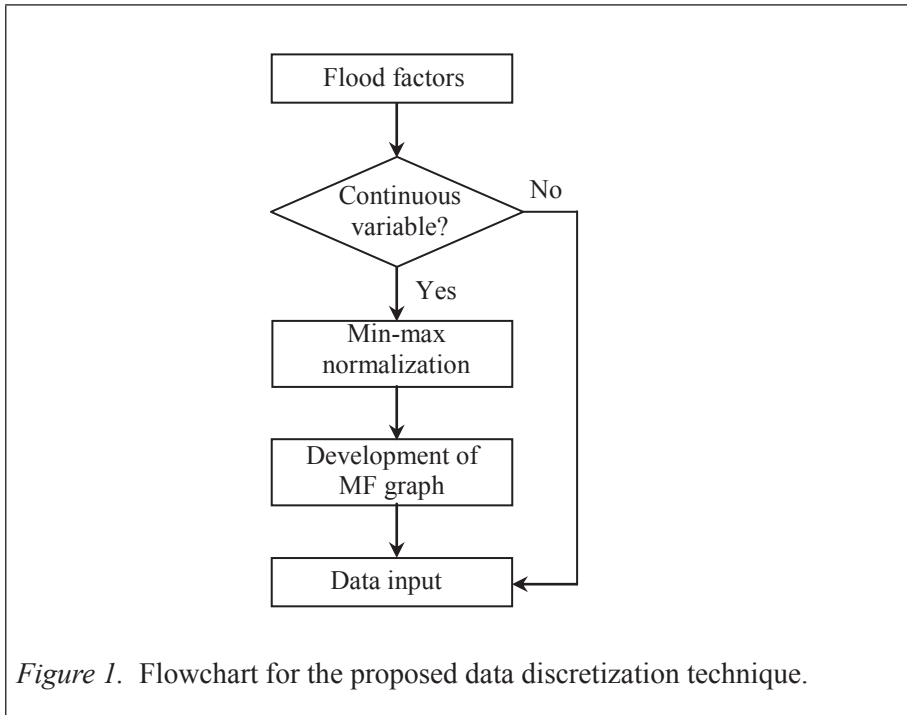 Flood factors
Continuous
variable?
No
Yes
Min-max
normalization
Development of
MF graph
Data input
Figure 1. Flowchart for the proposed data discretization technique.